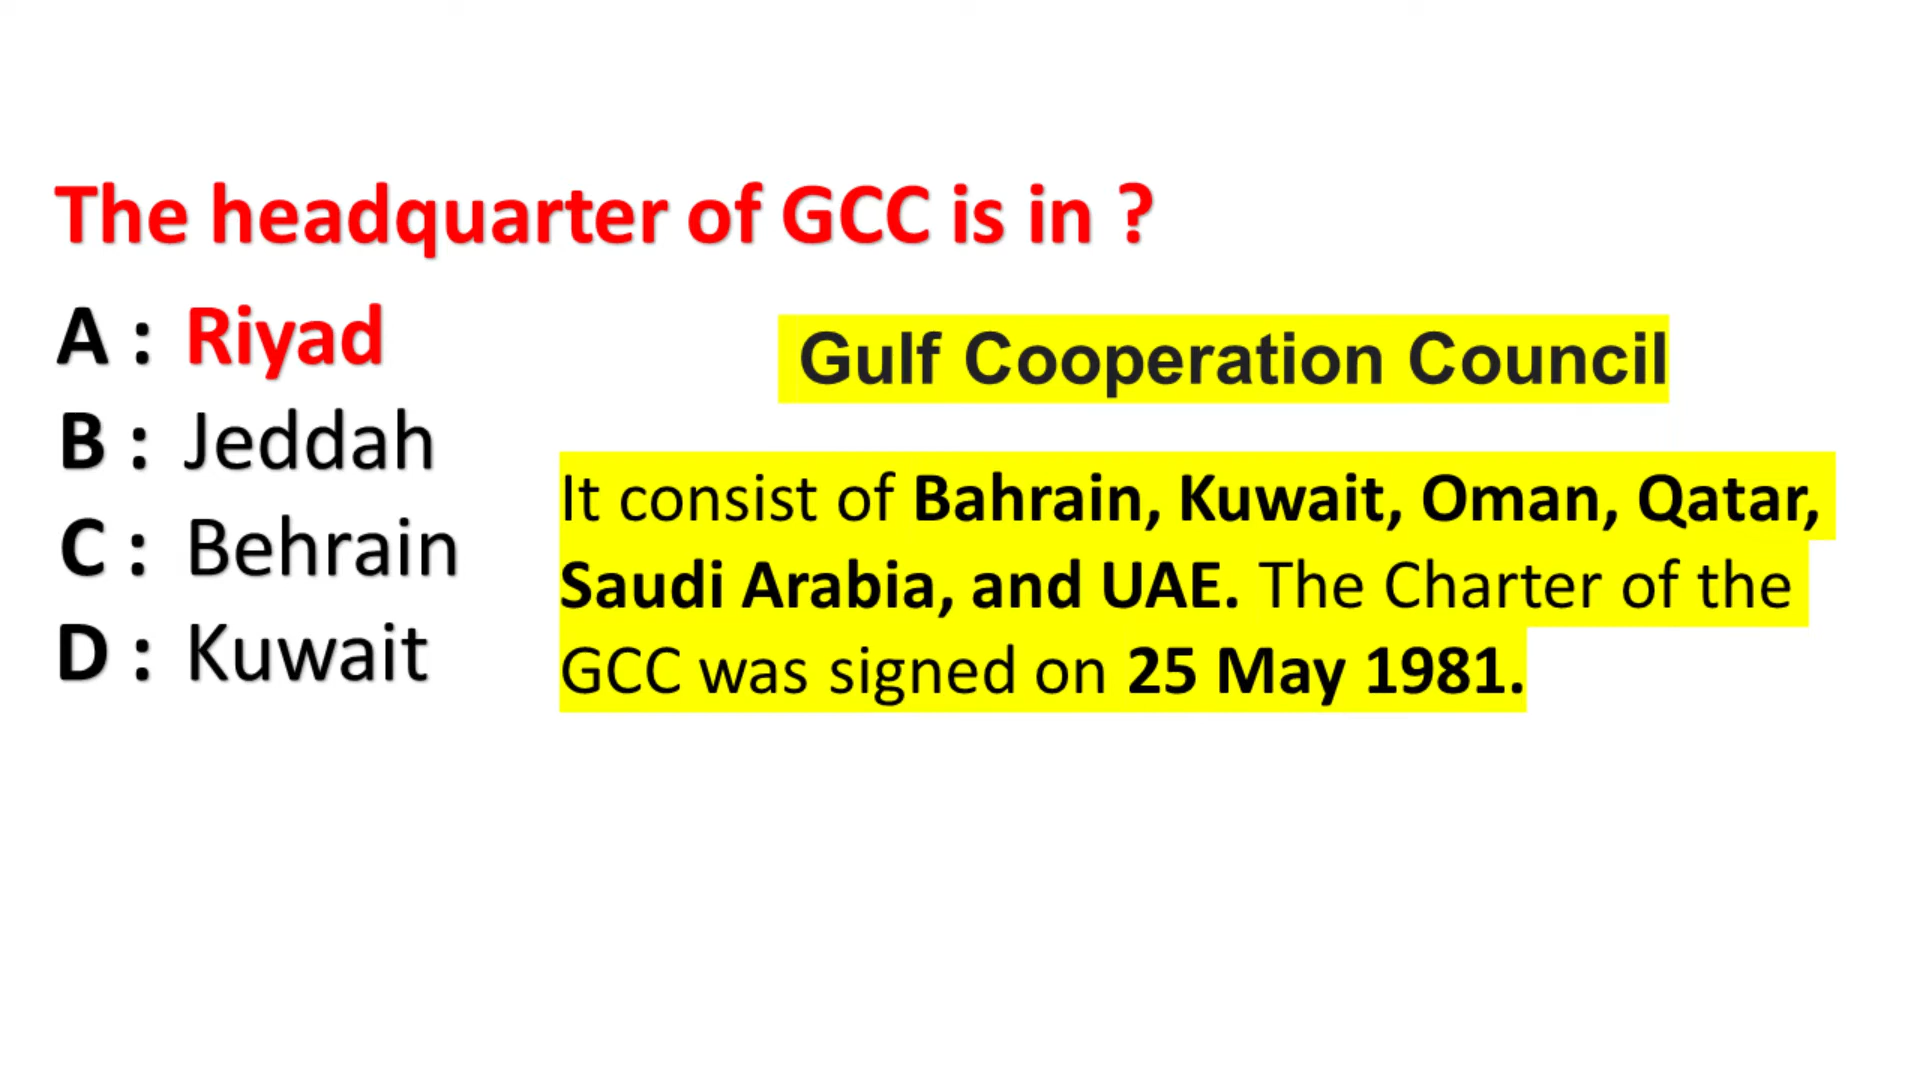 The headquarter of GCC is in ?
A : Riyad
B : Jeddah
C : Behrain
D : Kuwait
Gulf Cooperation Council
It consist of Bahrain, Kuwait, Oman, Qatar,
Saudi Arabia, and UAE. The Charter of the
GCC was signed on 25 May 1981.